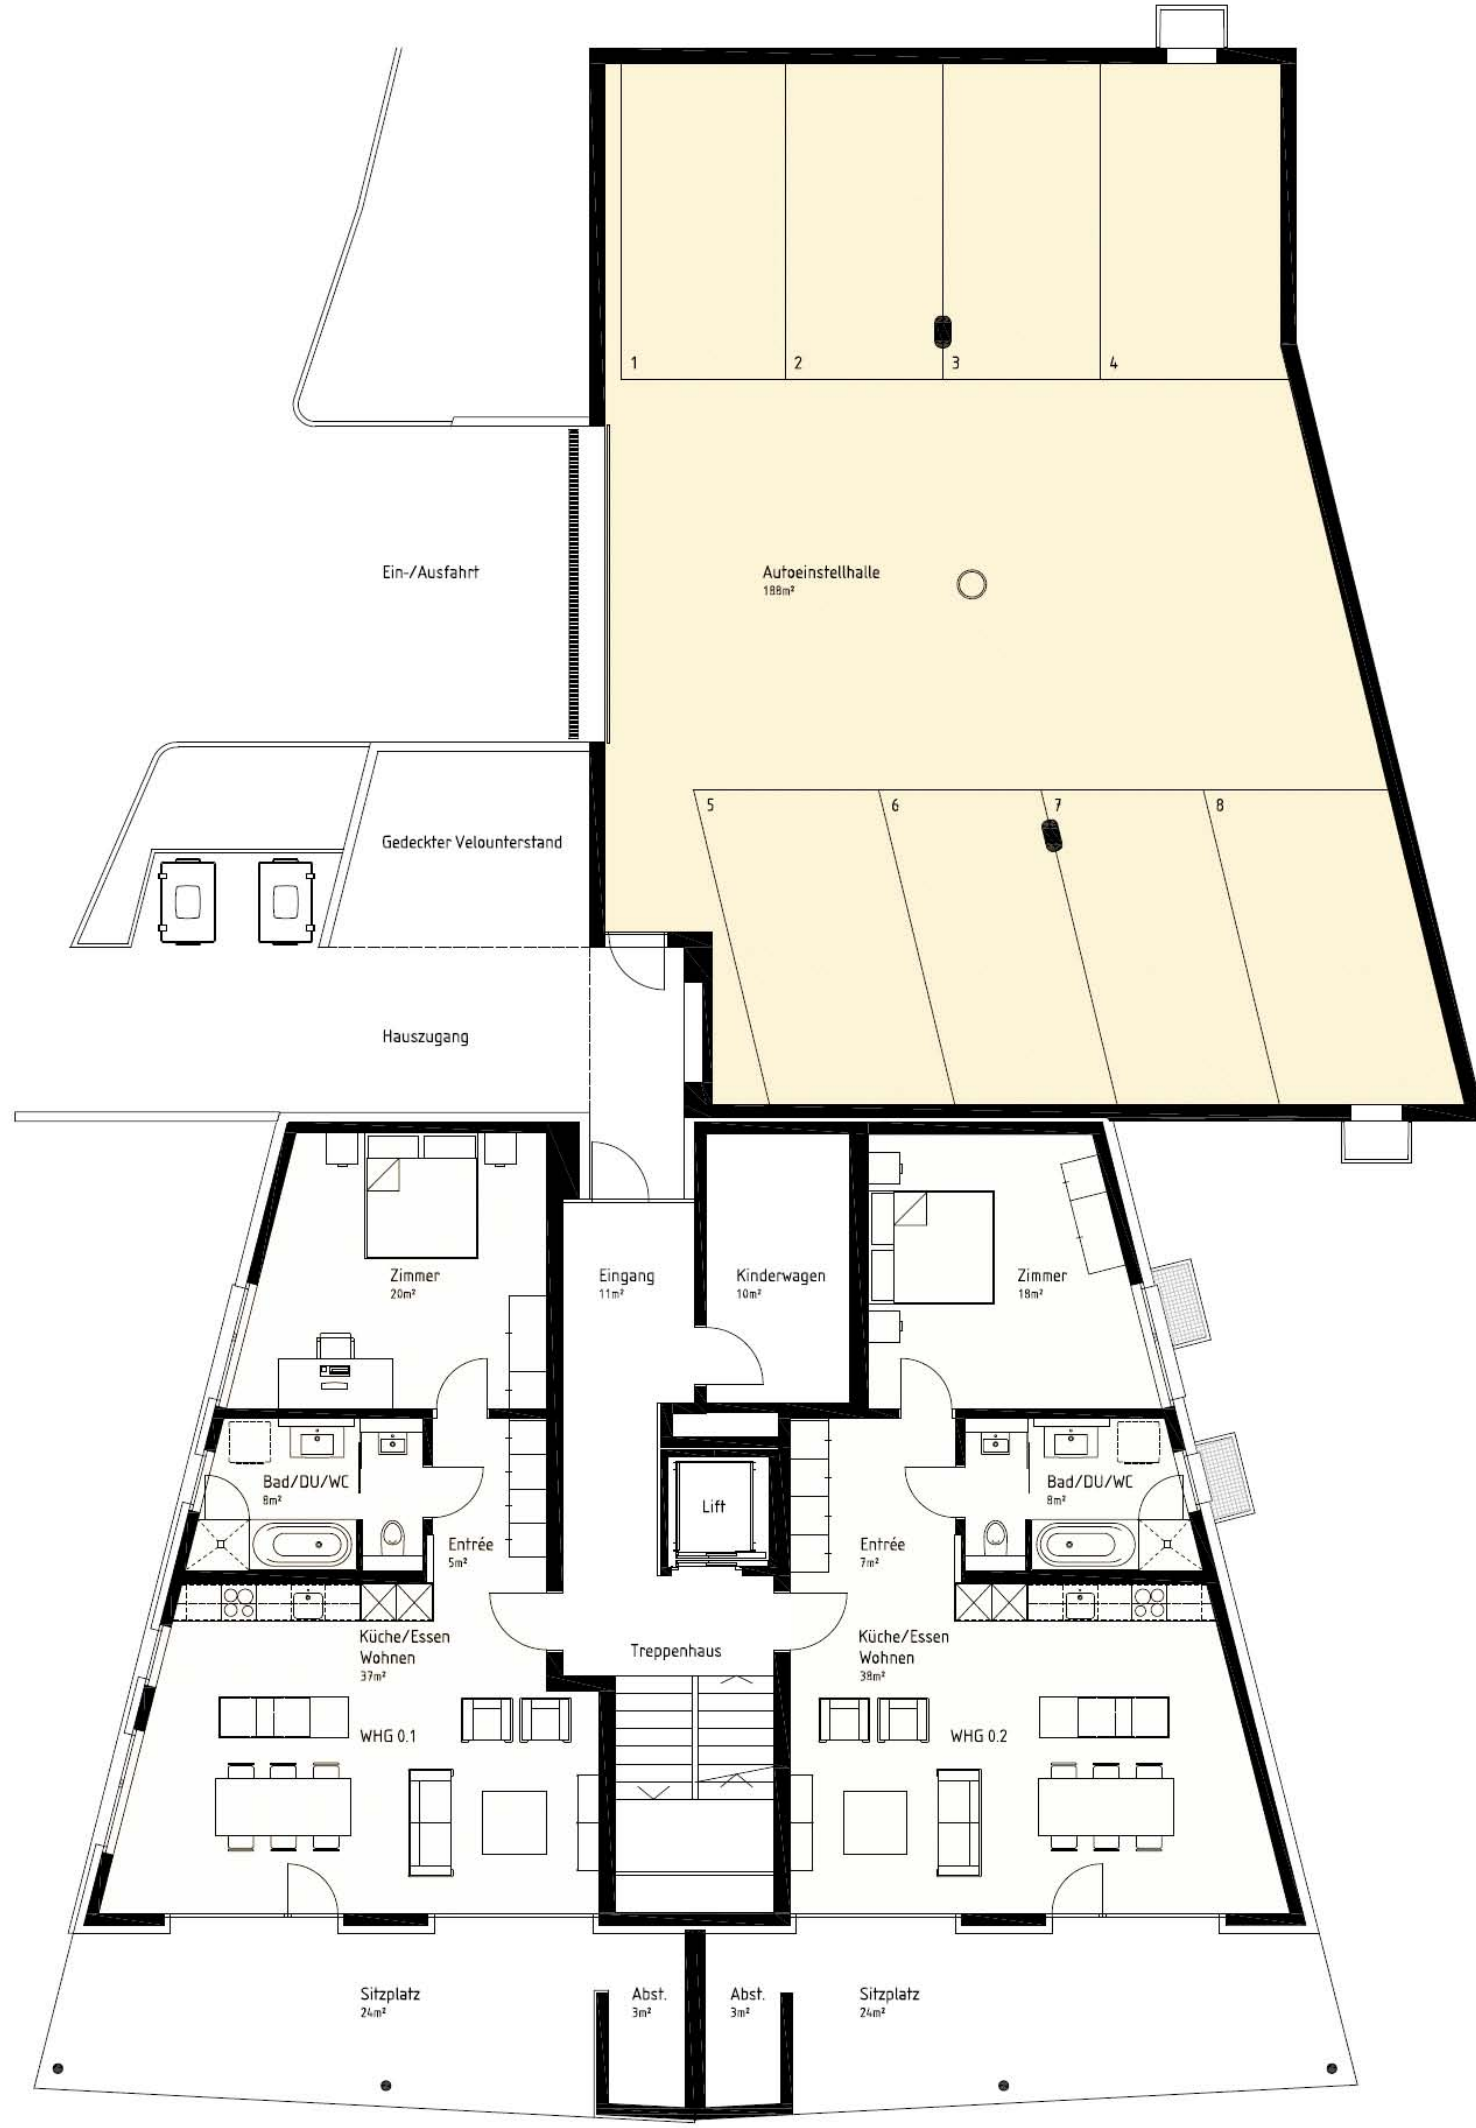 1
2
3
4
Ein-/Ausfahrt
Autoeinstellhalle
188m²
5
6
7
8
Gedeckter Velounterstand
Hauszugang
Zimmer
20m²
Eingang
11m²
Kinderwagen
10m²
Zimmer
18m²
Bad/DU/WC
8m²
Lift
Bad/DU/WC
8m²
Entrée
5m²
Entrée
7m²
Küche/Essen
Wohnen
37m²
Treppenhaus
Küche/Essen
Wohnen
38m²
WHG 0.1
WHG 0.2
Sitzplatz
24m²
Abst.
3m²
Abst.
3m²
Sitzplatz
24m²